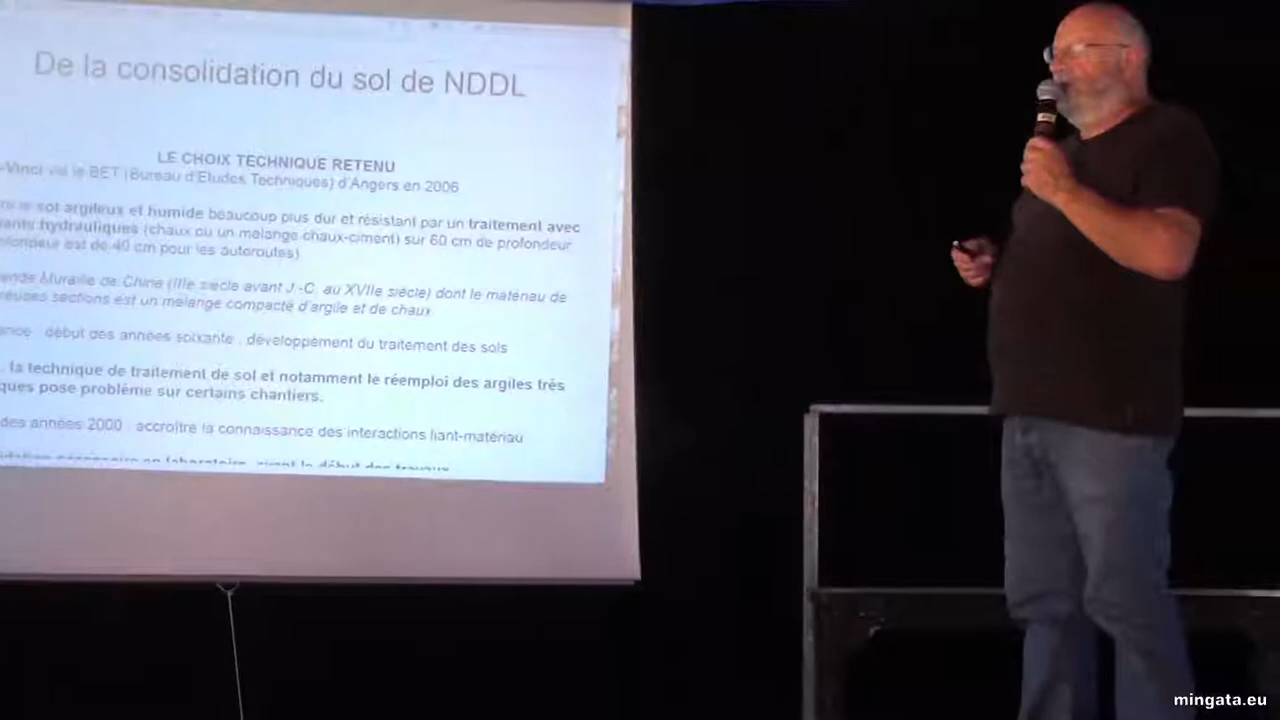 De la consolidation du sol de NDDL
LE CHOIX TECHNIQUE RETENU
-Vinci via le BET (Bureau d'Etudes Techniques) d'Angers en 2006
le sol argileux et humide beaucoup plus dur et résistant par un traitement avec
hydrauliques (chaux ou un mélange chaux-ciment) sur 60 cm de profondeur
est de 40 cm pour les autoroutes)
Muraille de Chine (IIIe siècle avant J.-C. au XVIIe siècle) dont le matériau de
sections est un mélange compacté d'argile et de chaux
début des années soixante : développement du traitement des sols
la technique de traitement de sol et notamment le réemploi des argiles très
pose problème sur certains chantiers.
des années 2000 : accroître la connaissance des interactions liant-matériau
mingata.eu